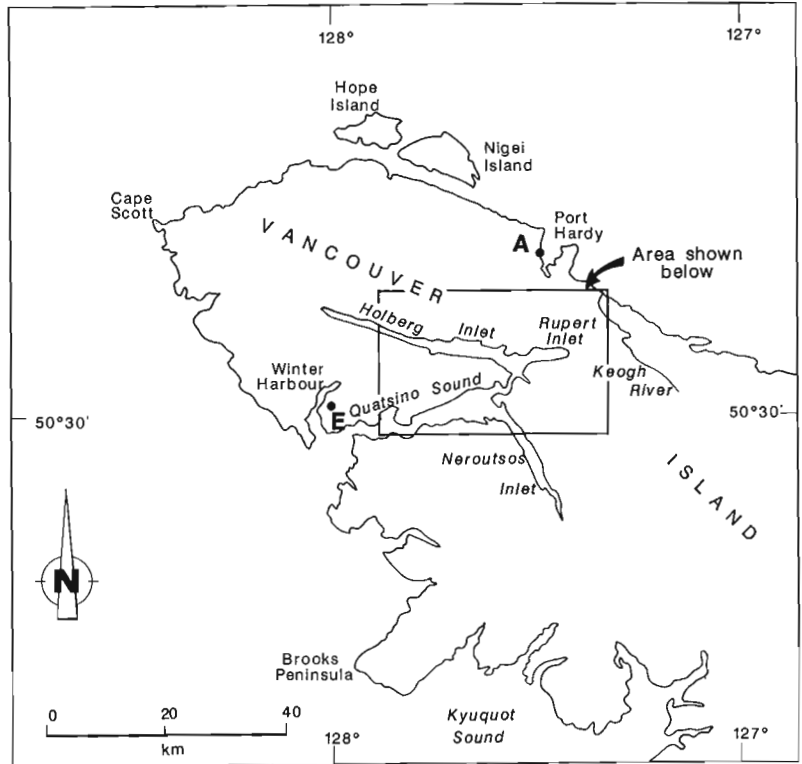 128°
127°
Hope
Island
Nigei
Island
Cape
Scott
Port
Hardy
A
VANCOUVER
Area shown
below
Holberg Inlet
Rupert
Inlet
Winter
Harbour
Keogh
River
Quatsino Sound
E
50°30'
50°30'
Neroutsos
Inlet
ISLAND
N
Brooks
Peninsula
0 20 40
km
Kyuquot
Sound
128°
127°